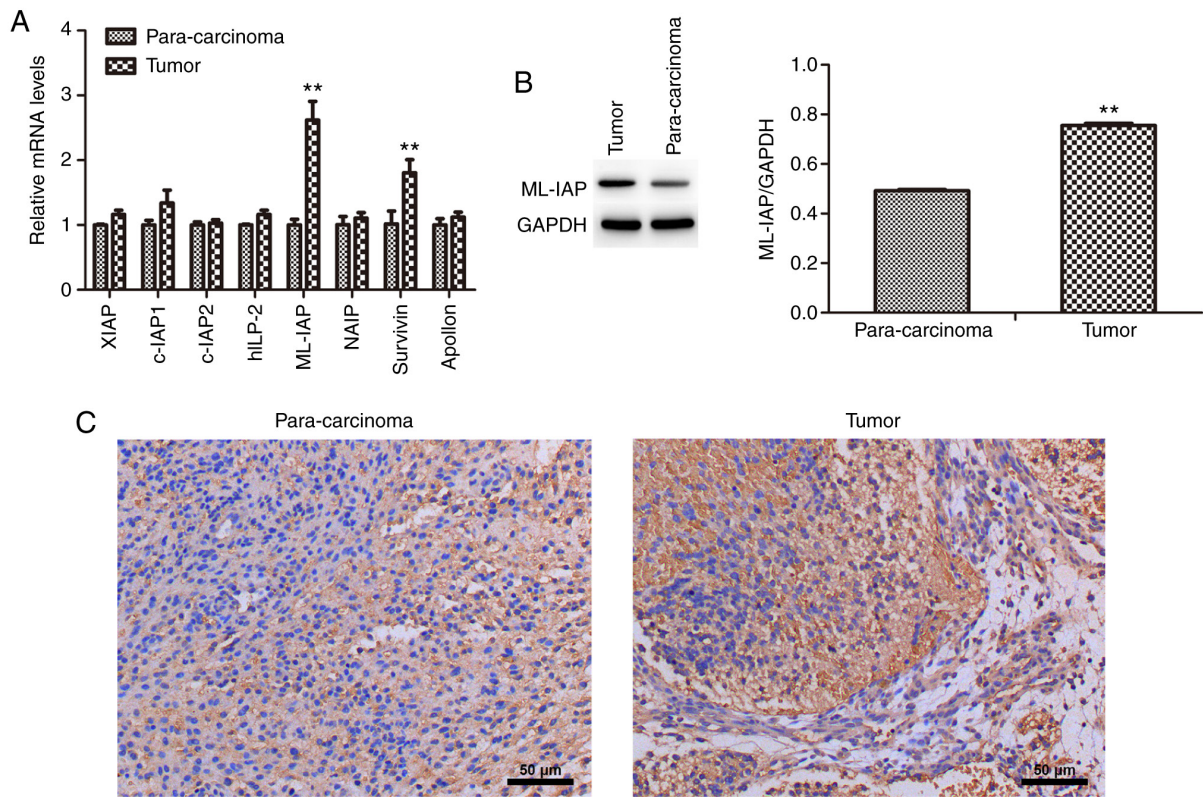 A
Relative mRNA levels
4
3
2
1
0
Para-carcinoma
Tumor
**
**
XIAP
c-IAP1
c-IAP2
hILP-2
ML-IAP
NAIP
Survivin
Apollon
B
Tumor
Para-carcinoma
ML-IAP
GAPDH
ML-IAP/GAPDH
1.0
0.8
0.6
0.4
0.2
0.0
**
Para-carcinoma
Tumor
C
Para-carcinoma
Tumor
50 μm
50 μm